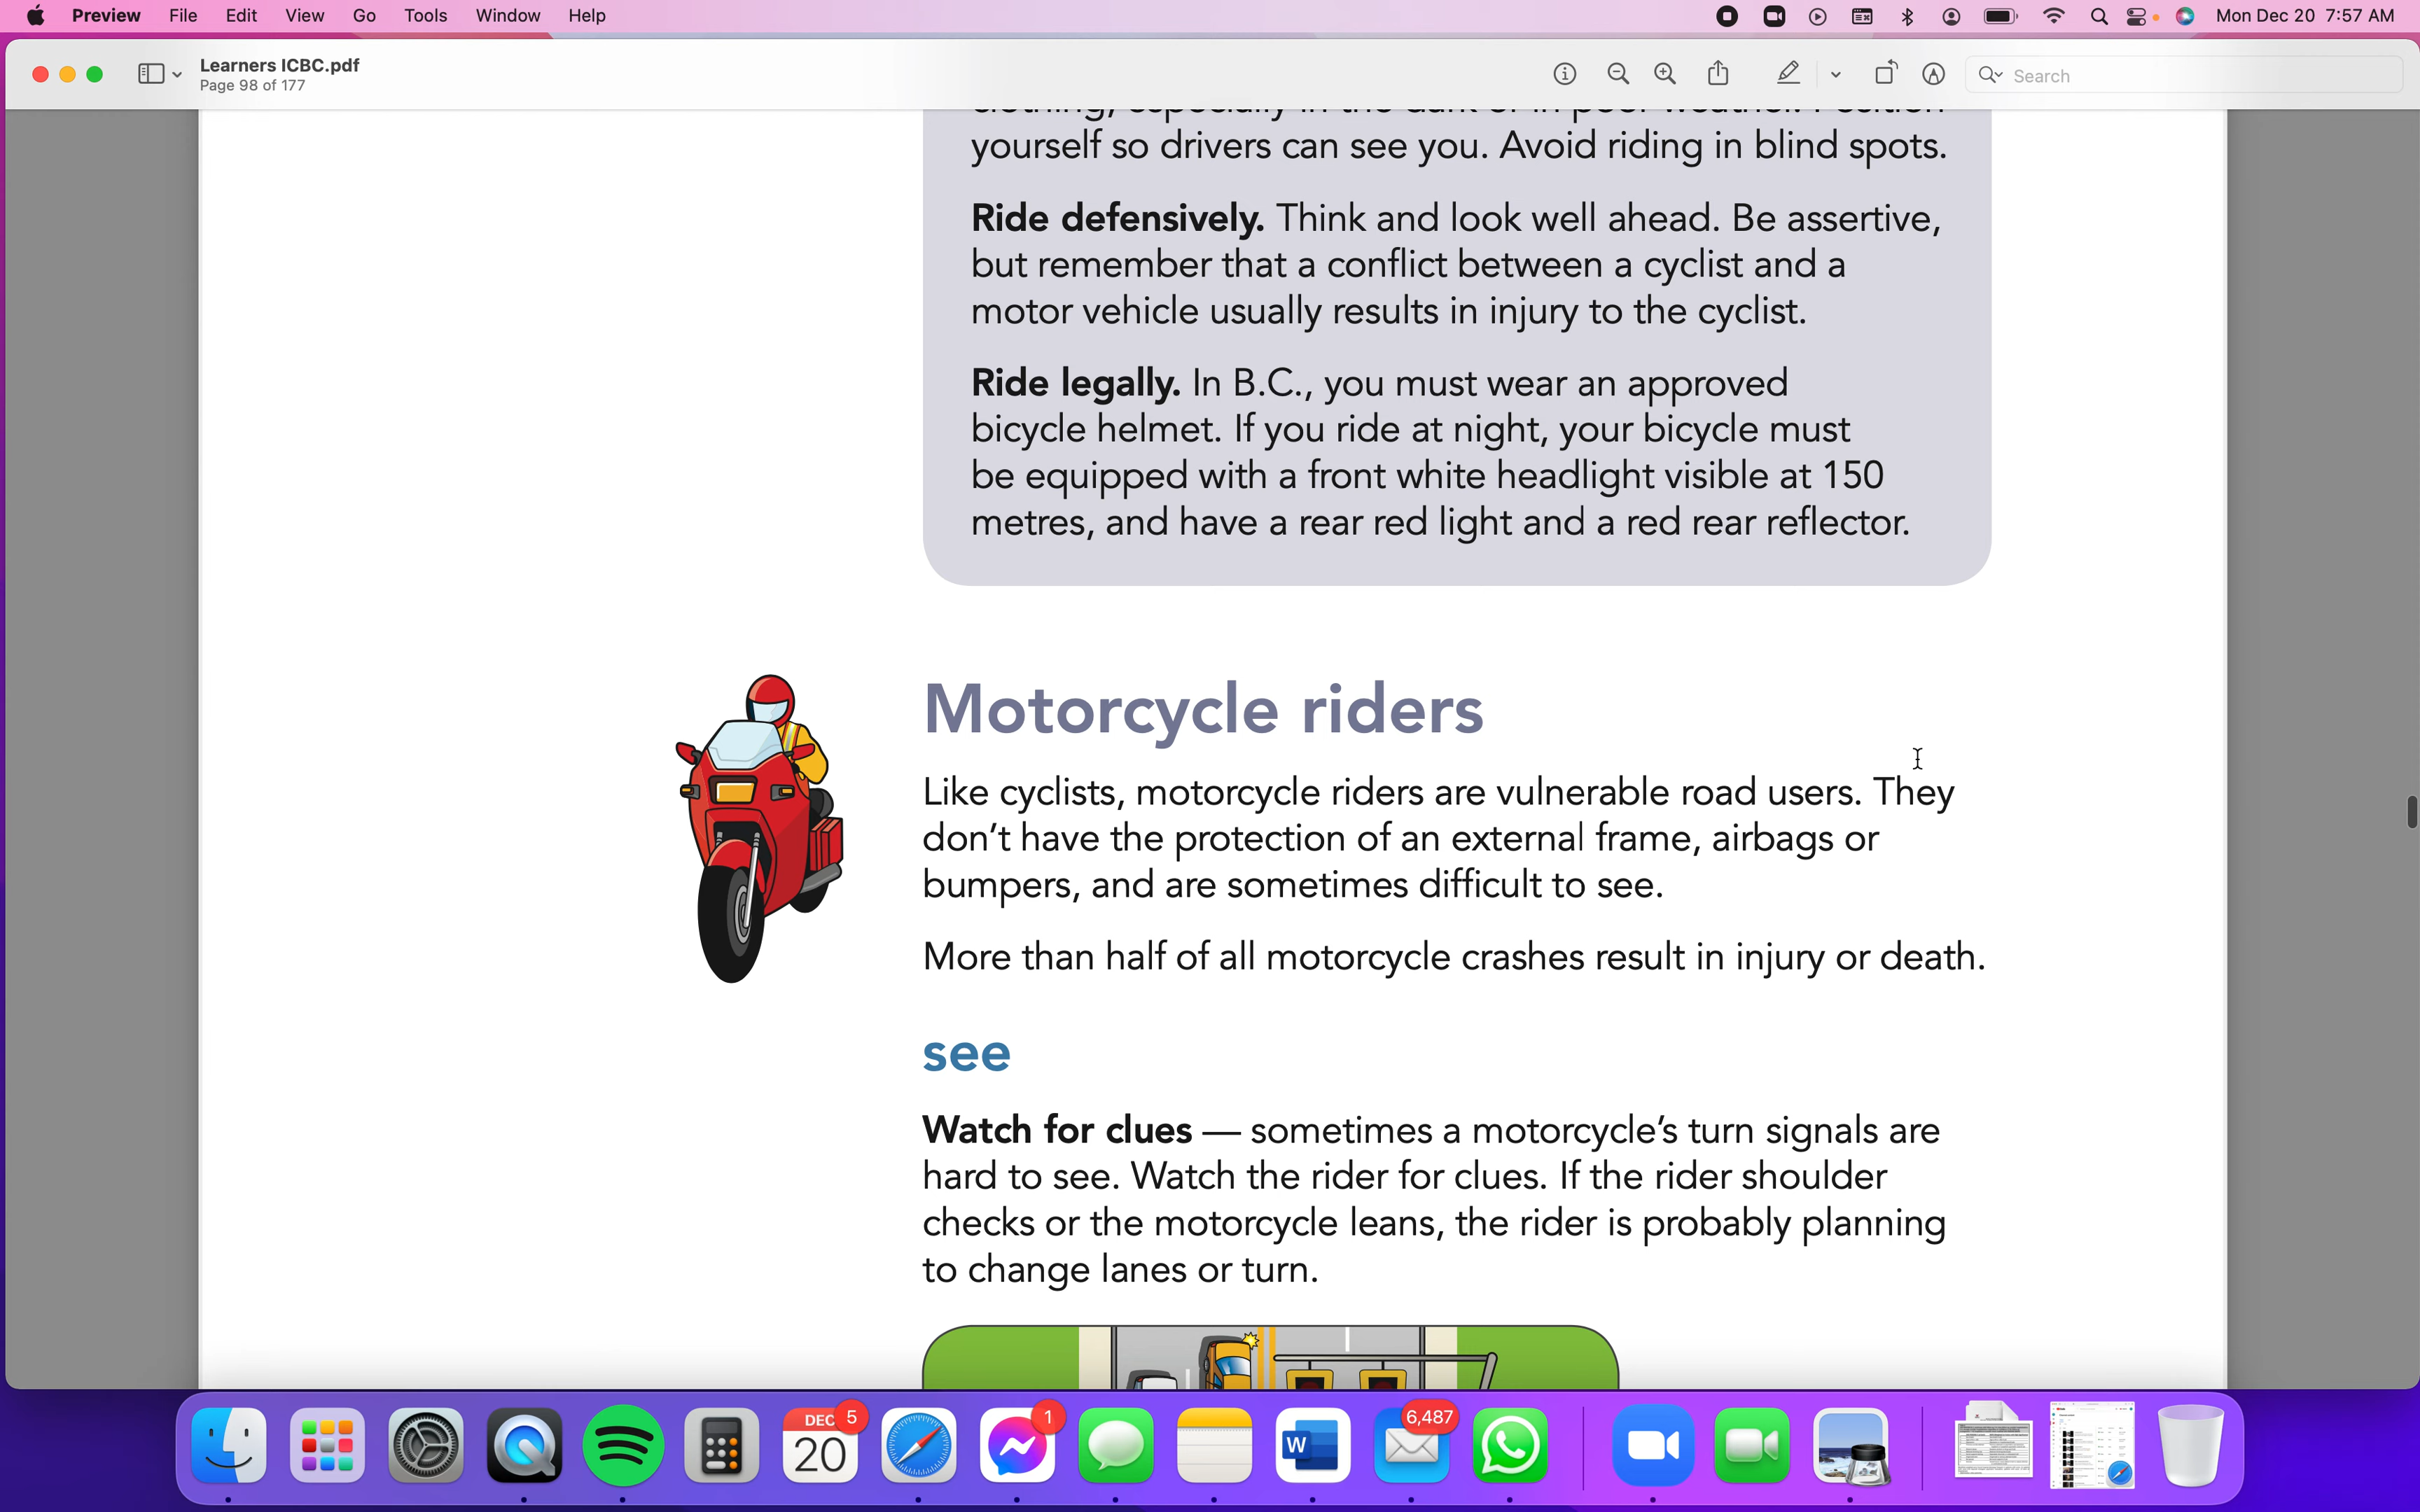 Preview File Edit View Go Tools Window Help
Mon Dec 20 7:57 AM
Learners ICBC.pdf
Page 98 of 177
Search
yourself so drivers can see you. Avoid riding in blind spots.
Ride defensively. Think and look well ahead. Be assertive,
but remember that a conflict between a cyclist and a
motor vehicle usually results in injury to the cyclist.
Ride legally. In B.C., you must wear an approved
bicycle helmet. If you ride at night, your bicycle must
be equipped with a front white headlight visible at 150
metres, and have a rear red light and a red rear reflector.
Motorcycle riders
Like cyclists, motorcycle riders are vulnerable road users. They
don't have the protection of an external frame, airbags or
bumpers, and are sometimes difficult to see.
More than half of all motorcycle crashes result in injury or death.
see
Watch for clues — sometimes a motorcycle's turn signals are
hard to see. Watch the rider for clues. If the rider shoulder
checks or the motorcycle leans, the rider is probably planning
to change lanes or turn.
DEC 5 1 6,487
20 W